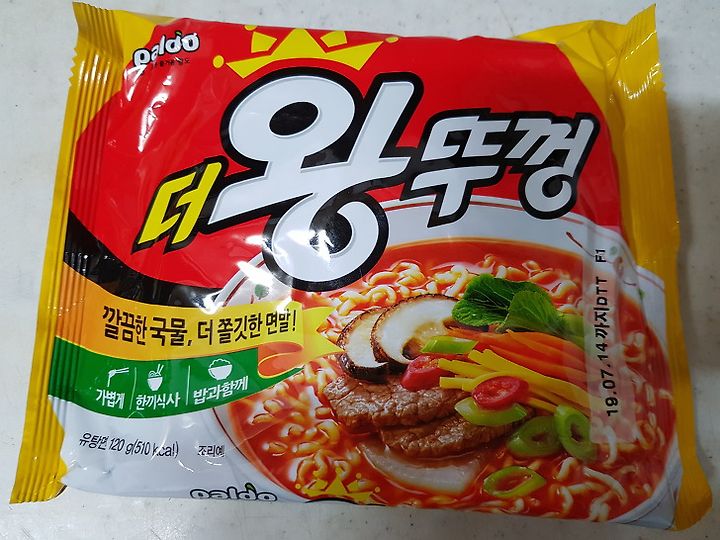 paldo
더 왕뚜껑
깔끔한 국물, 더 쫄깃한 면발!
가볍게 한끼식사 밥과함께
유탕면 120 g(510 kcal) 조리예
19.07.14 까지DTT F1
paldo